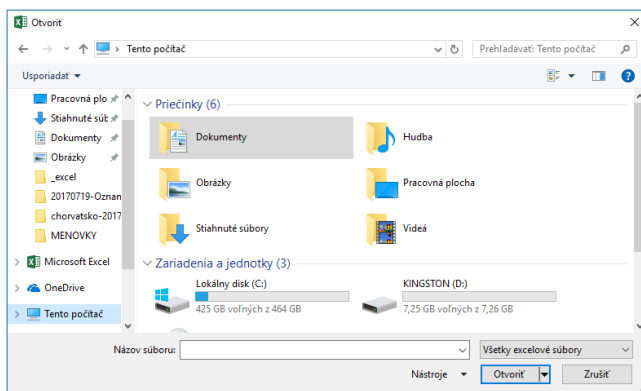 Otvoriť
Tento počítač
Prehľadávať: Tento počítač
Usporiadať
Pracovná plo
Stiahnuté súb
Dokumenty
Obrázky
_excel
20170719-Oznan
chorvatsko-2017
MENOVKY
Microsoft Excel
OneDrive
Tento počítač
Priečinky (6)
Dokumenty
Hudba
Obrázky
Pracovná plocha
Stiahnuté súbory
Videá
Zariadenia a jednotky (3)
Lokálny disk (C:)
425 GB voľných z 464 GB
KINGSTON (D:)
7,25 GB voľných z 7,26 GB
Názov súboru:
Všetky excelové súbory
Nástroje
Otvoriť
Zrušiť